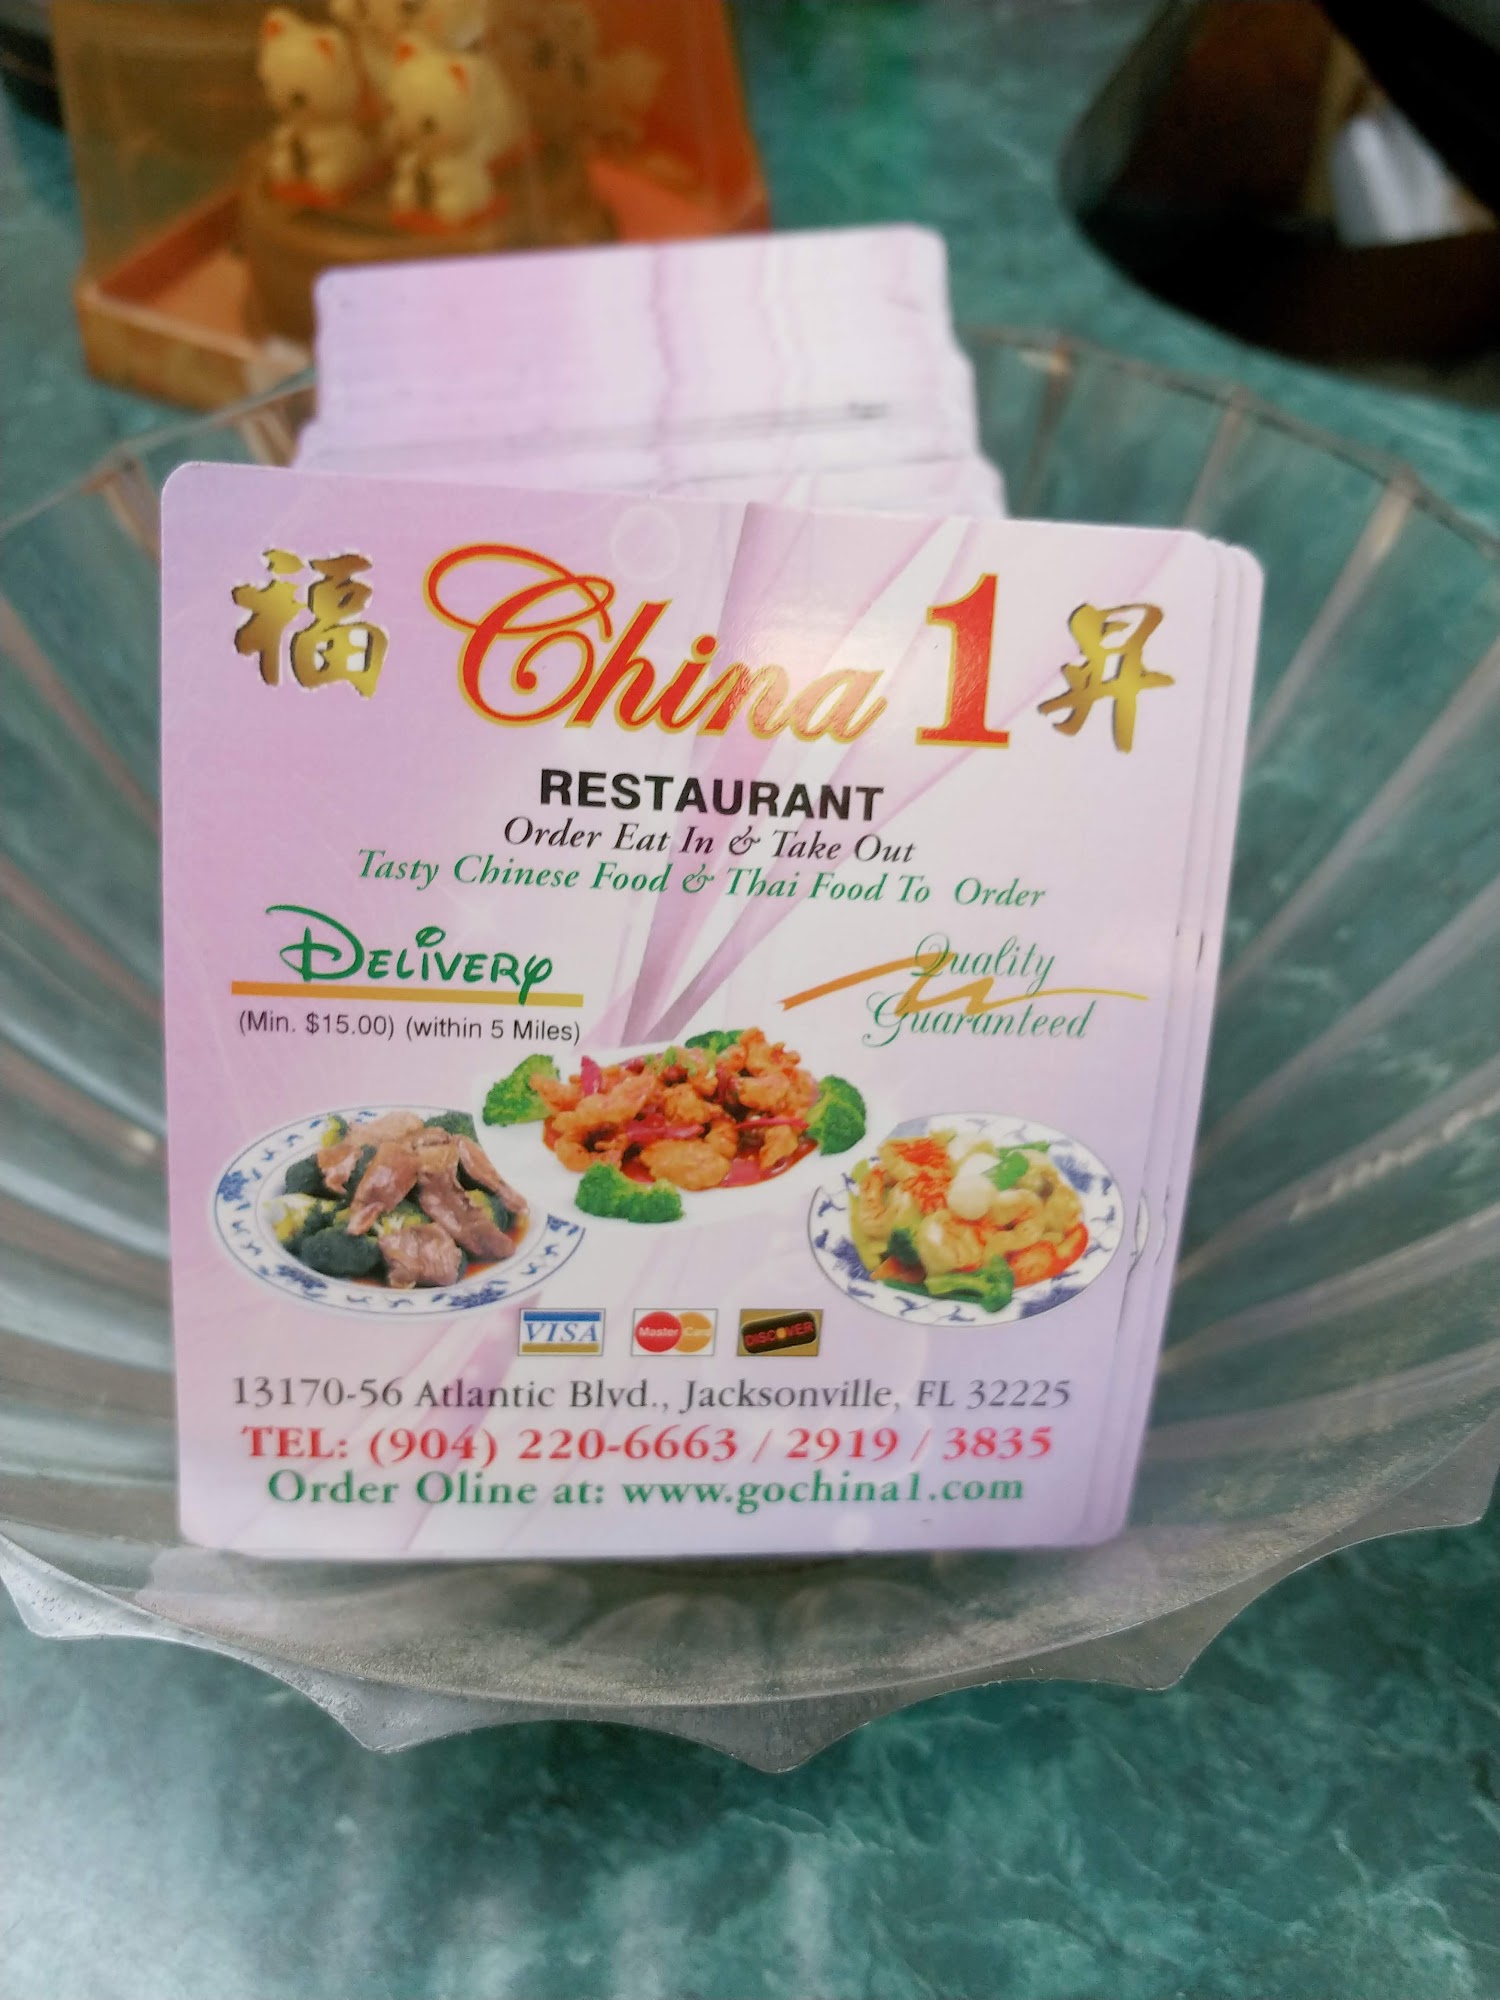 福 China 1 昇
RESTAURANT
Order Eat In & Take Out
Tasty Chinese Food & Thai Food To Order
DELIVERY
(Min. $15.00) (within 5 Miles)
Quality
Guaranteed
VISA MasterCard DISCOVER
13170-56 Atlantic Blvd., Jacksonville, FL 32225
TEL: (904) 220-6663 / 2919 / 3835
Order Oline at: www.gochina1.com